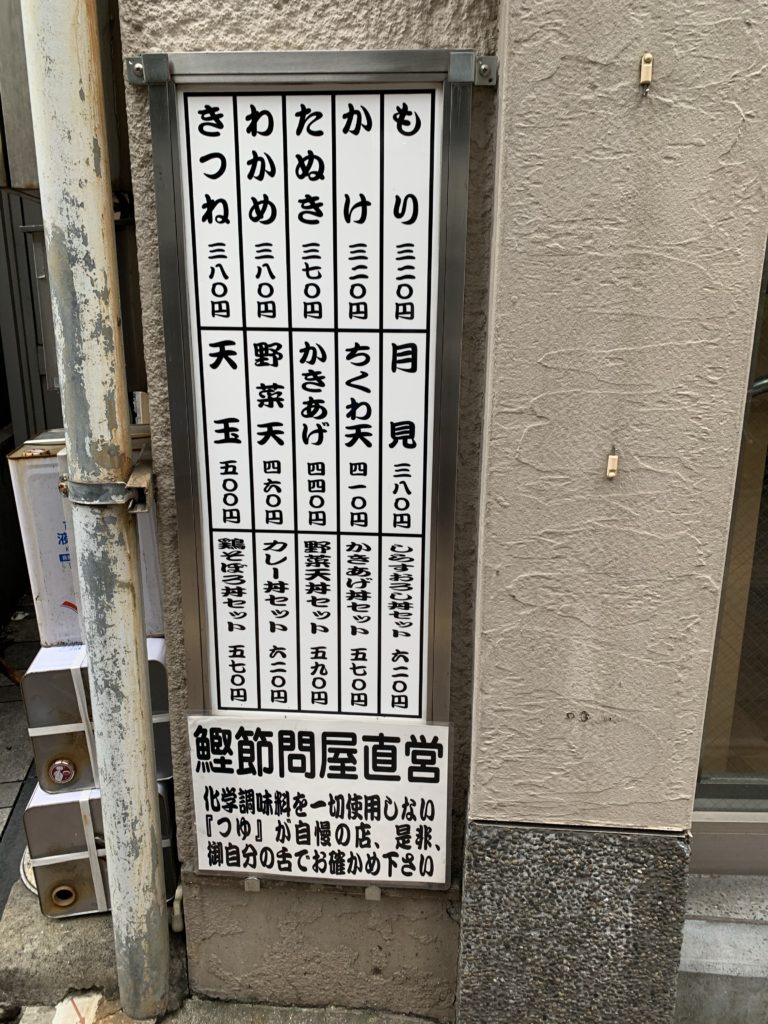 もり 三二〇円
かけ 三二〇円
たぬき 三七〇円
わかめ 三八〇円
きつね 三八〇円
月見 三八〇円
ちくわ天 四一〇円
かきあげ 四四〇円
野菜天 四六〇円
天玉 五〇〇円
しらすおろし丼セット 六二〇円
かきあげ丼セット 五七〇円
野菜天丼セット 五九〇円
カレー丼セット 六二〇円
鶏そぼろ丼セット 五七〇円
鰹節問屋直営
化学調味料を一切使用しない
『つゆ』が自慢の店、是非、
御自分の舌でお確かめ下さい